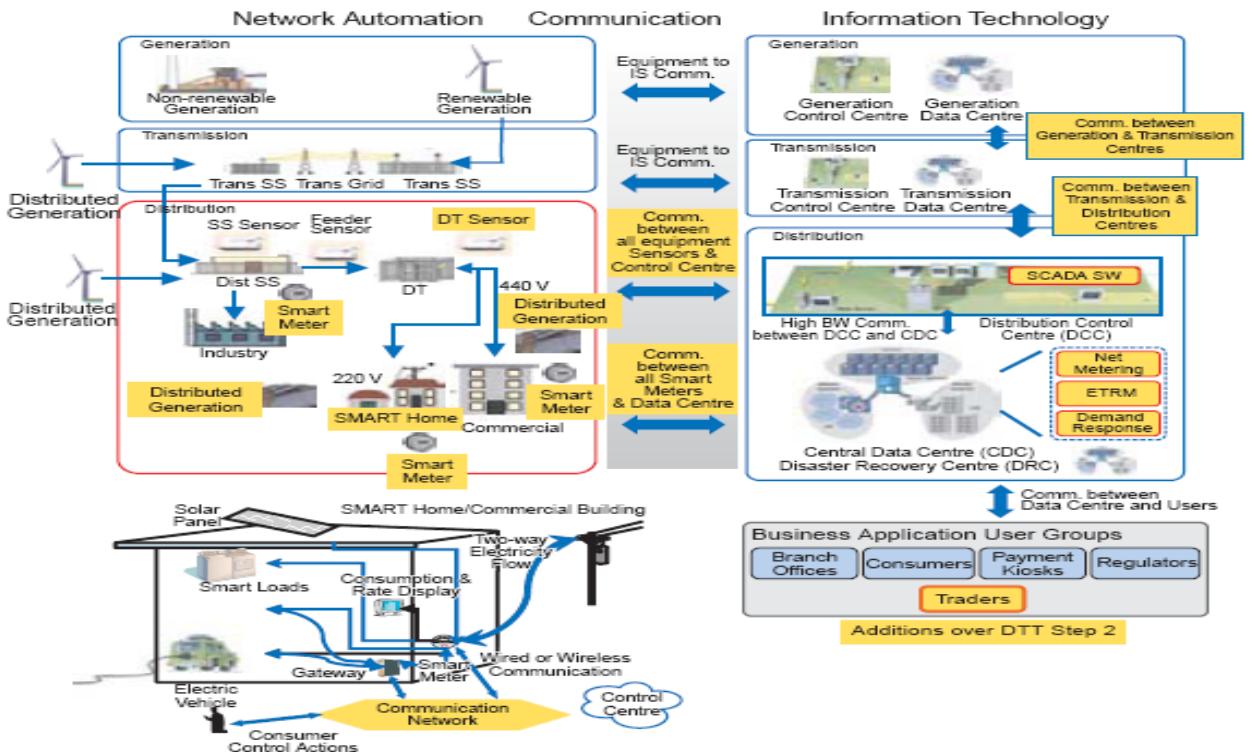 Network Automation
Communication
Information Technology
Generation
Non-renewable
Generation
Renewable
Generation
Equipment to
IS Comm.
Generation
Generation
Control Centre
Generation
Data Centre
Comm. between
Generation & Transmission
Centres
Transmission
Trans SS
Trans Grid
Trans SS
Distributed
Generation
Equipment to
IS Comm.
Transmission
Transmission
Control Centre
Transmission
Data Centre
Comm. between
Transmission &
Distribution
Centres
Distribution
SS Sensor
Feeder
Sensor
DT Sensor
Dist SS
DT
Distributed
Generation
Smart
Meter
Industry
440 V
Distributed
Generation
220 V
Distributed
Generation
SMART Home
Commercial
Smart
Meter
Smart
Meter
Comm.
between
all equipment
Sensors &
Control Centre
Comm.
between
all Smart
Meters
& Data Centre
Distribution
SCADA SW
High BW Comm.
between DCC and CDC
Distribution Control
Centre (DCC)
Net
Metering
ETRM
Demand
Response
Central Data Centre (CDC)
Disaster Recovery Centre (DRC)
Comm. between
Data Centre and Users
Business Application User Groups
Branch
Offices
Consumers
Payment
Kiosks
Regulators
Traders
Additions over DTT Step 2
Solar
Panel
SMART Home/Commercial Building
Two-way
Electricity
Flow
Smart Loads
Consumption &
Rate Display
Gateway
Smart
Meter
Wired or Wireless
Communication
Electric
Vehicle
Communication
Network
Control
Centre
Consumer
Control Actions